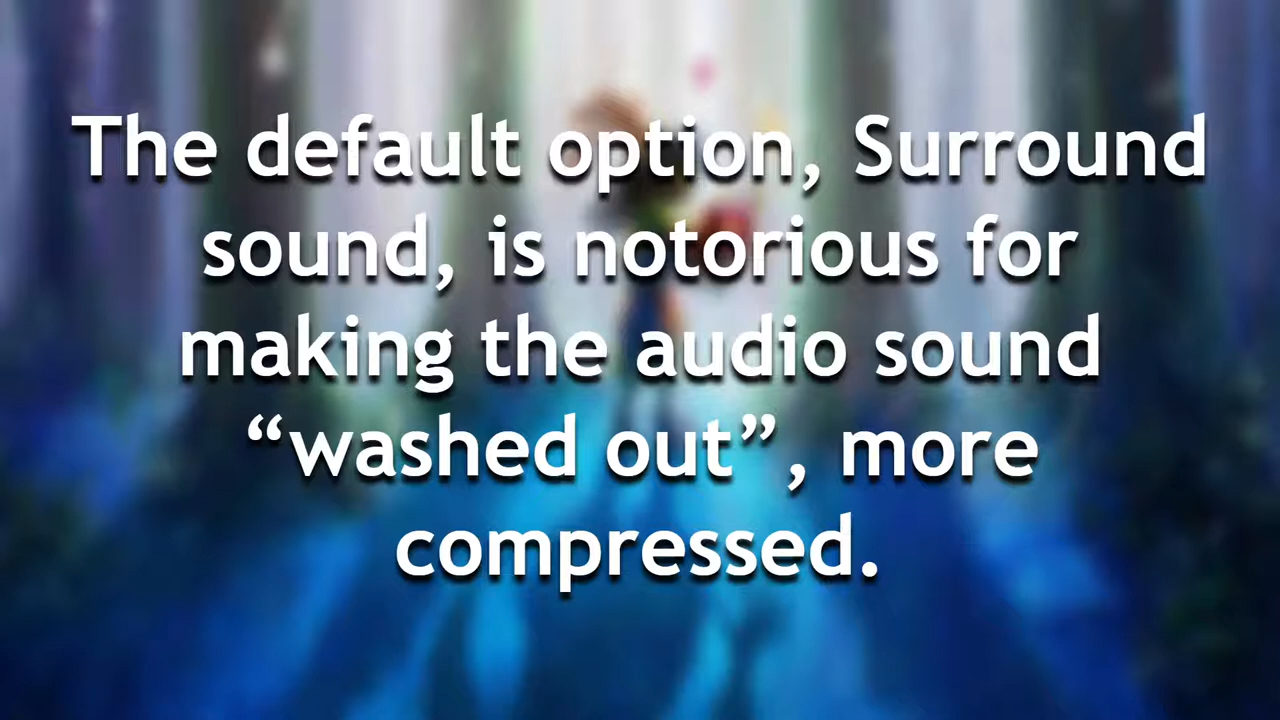 The default option, Surround
sound, is notorious for
making the audio sound
“washed out”, more
compressed.